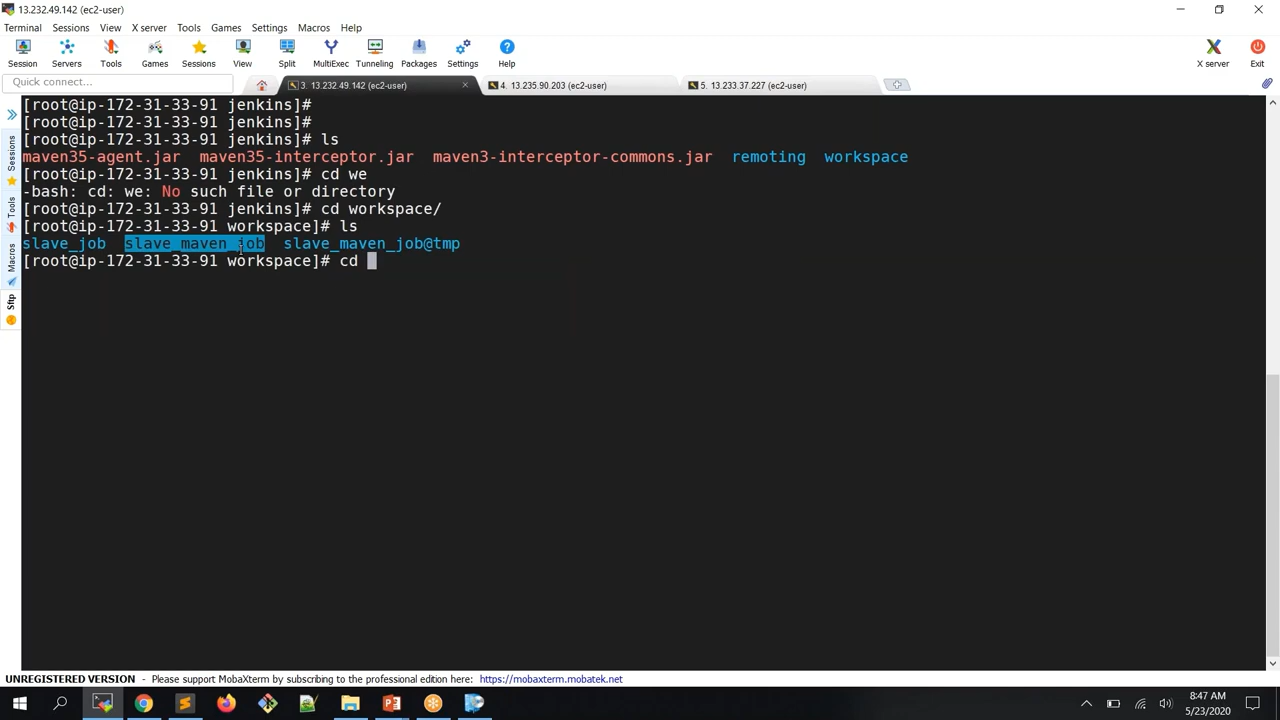 13.232.49.142 (ec2-user)
Terminal Sessions View X server Tools Games Settings Macros Help
Session Servers Tools Games Sessions View Split MultiExec Tunneling Packages Settings Help X server Exit
Quick connect...
3. 13.232.49.142 (ec2-user)
4. 13.235.90.203 (ec2-user)
5. 13.233.37.227 (ec2-user)
Sessions
Tools
Macros
Sftp
[root@ip-172-31-33-91 jenkins]#
[root@ip-172-31-33-91 jenkins]#
[root@ip-172-31-33-91 jenkins]# ls
maven35-agent.jar maven35-interceptor.jar maven3-interceptor-commons.jar remoting workspace
[root@ip-172-31-33-91 jenkins]# cd we
-bash: cd: we: No such file or directory
[root@ip-172-31-33-91 jenkins]# cd workspace/
[root@ip-172-31-33-91 workspace]# ls
slave_job slave_maven_job slave_maven_job@tmp
[root@ip-172-31-33-91 workspace]# cd
UNREGISTERED VERSION - Please support MobaXterm by subscribing to the professional edition here: https://mobaxterm.mobatek.net
8:47 AM
5/23/2020